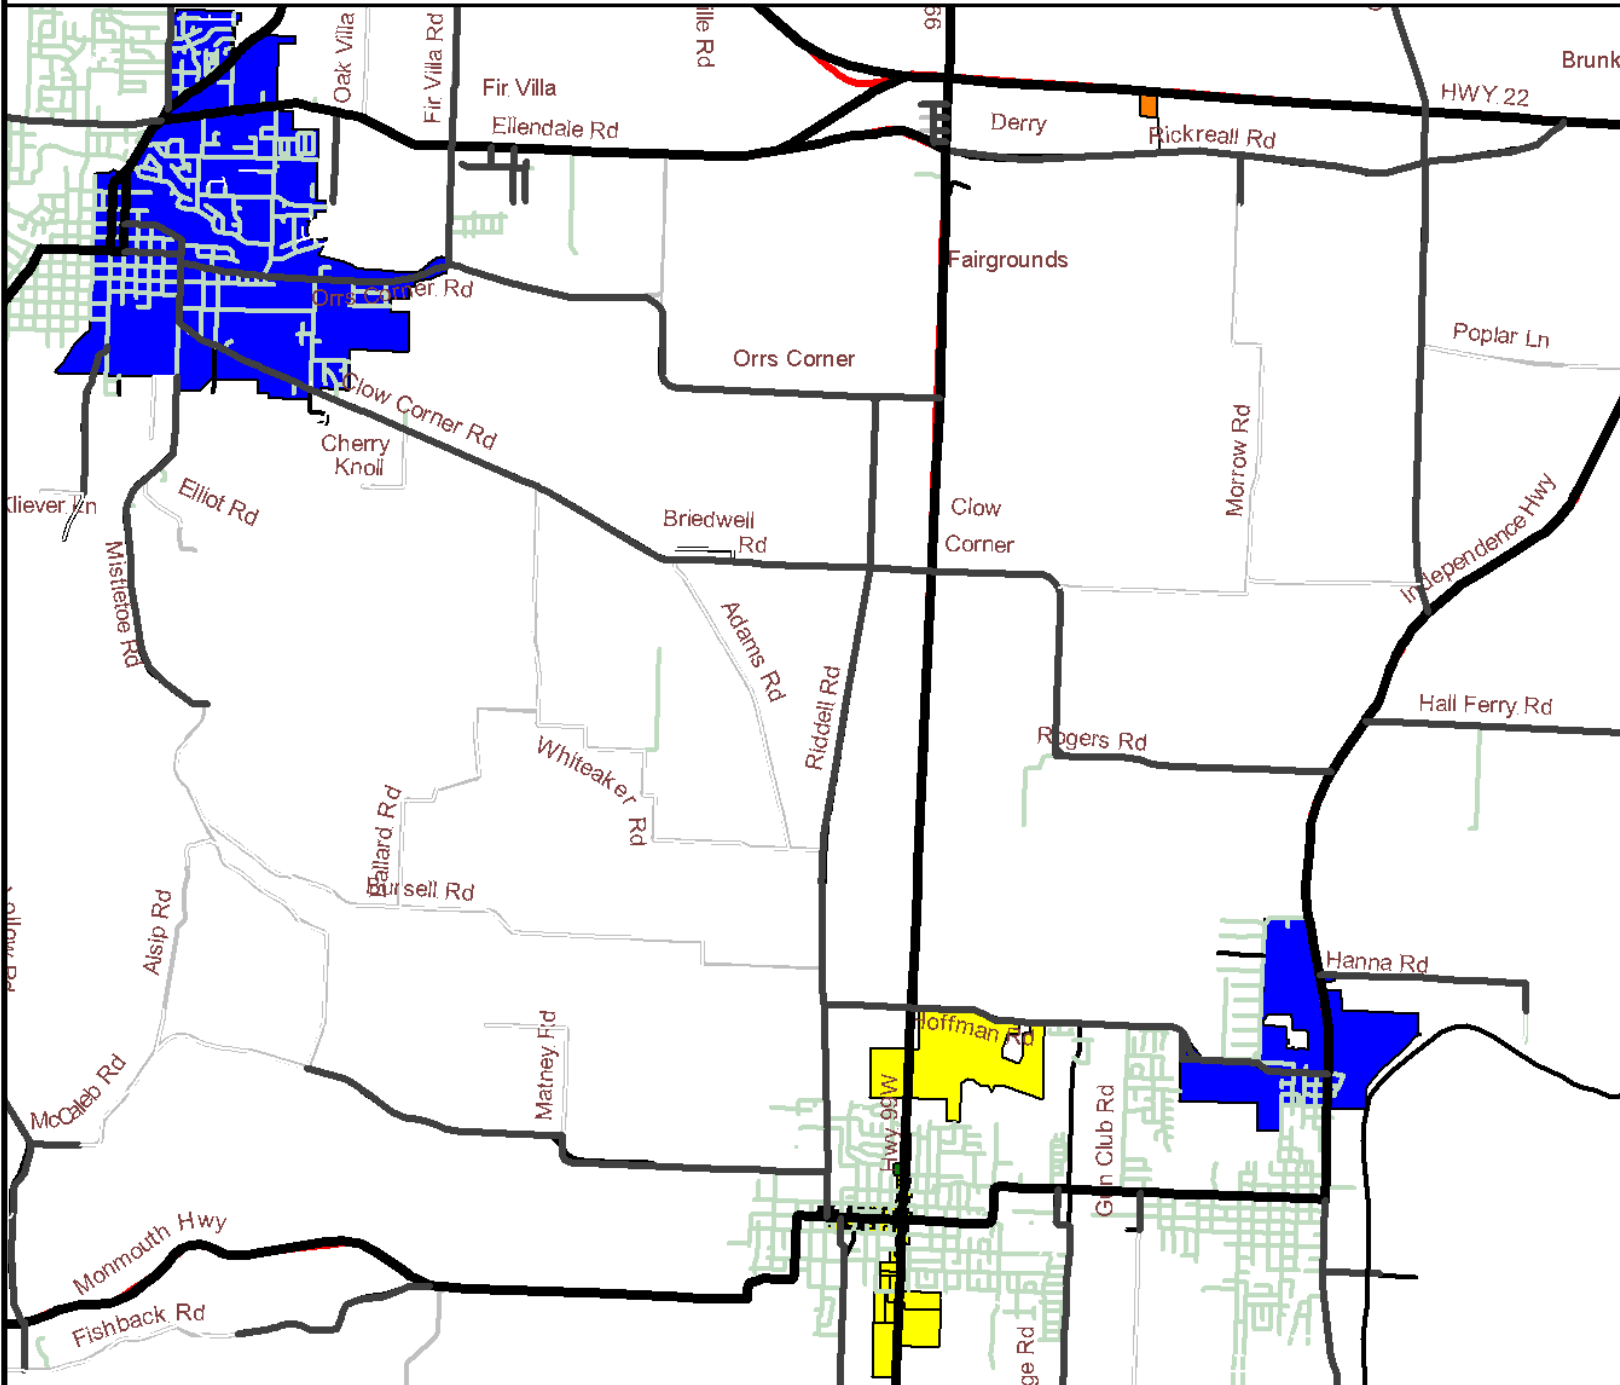 Oak Villa
Fir Villa Rd
ille Rd
66
Brunk
Fir Villa
HWY 22
Ellendale Rd
Derry
Rickreall Rd
Fairgrounds
Orrs Corner Rd
Poplar Ln
Orrs Corner
Clow Corner Rd
Cherry
Knoll
Morrow Rd
Kliever Ln
Elliot Rd
Clow
Corner
Briedwell
Rd
Independence Hwy
Mistletoe Rd
Adams Rd
Riddell Rd
Hall Ferry Rd
Rogers Rd
Whiteaker Rd
Ballard Rd
Bursell Rd
Alsip Rd
Hanna Rd
Hoffman Rd
Matney Rd
McCaleb Rd
Hwy 99W
Gun Club Rd
Monmouth Hwy
Fishback Rd
ge Rd